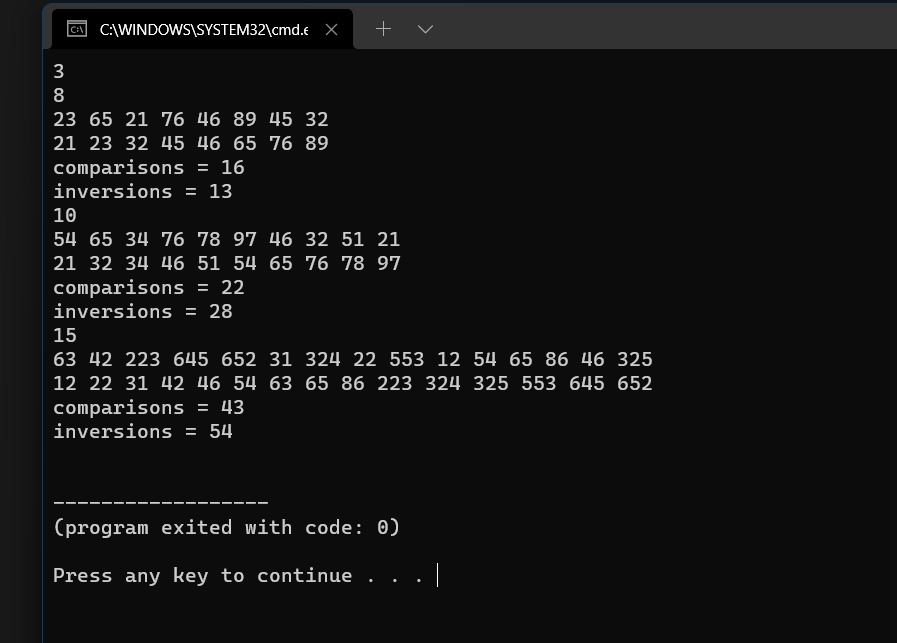 C:\WINDOWS\SYSTEM32\cmd.e
3
8
23 65 21 76 46 89 45 32
21 23 32 45 46 65 76 89
comparisons = 16
inversions = 13
10
54 65 34 76 78 97 46 32 51 21
21 32 34 46 51 54 65 76 78 97
comparisons = 22
inversions = 28
15
63 42 223 645 652 31 324 22 553 12 54 65 86 46 325
12 22 31 42 46 54 63 65 86 223 324 325 553 645 652
comparisons = 43
inversions = 54
------------------
(program exited with code: 0)
Press any key to continue . . .